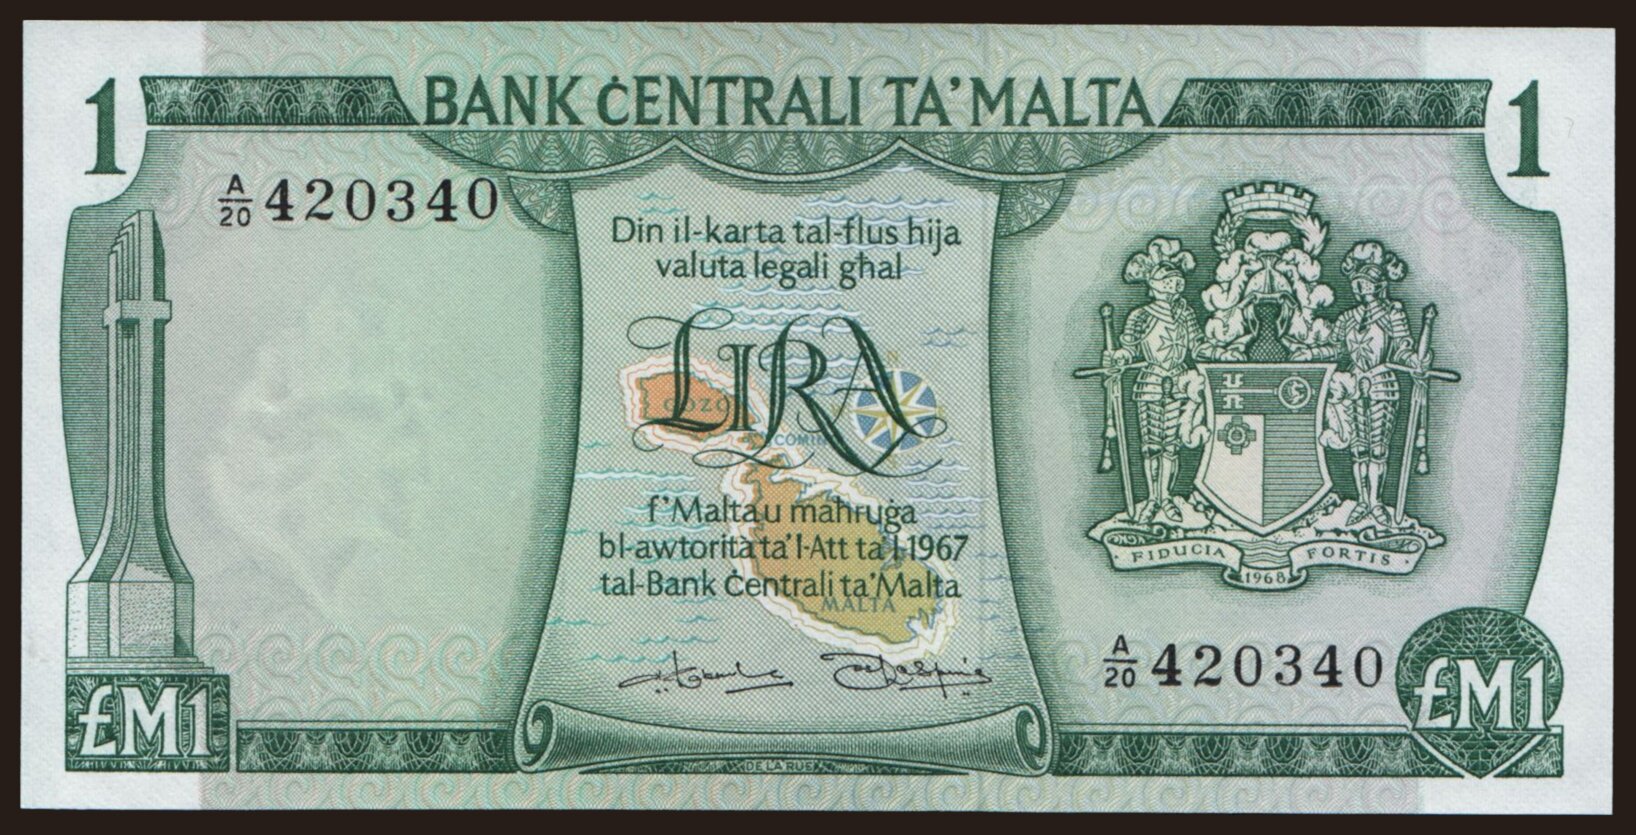 1 BANK ĊENTRALI TA' MALTA 1
A/20 420340
Din il-karta tal-flus hija
valuta legali għal
LIRA
GOZO
COMINO
f'Malta u maħruġa
bl-awtorità ta' l-Att ta l-1967
tal-Bank Ċentrali ta' Malta
MALTA
FIDUCIA FORTIS
1968
A/20 420340
£M1 £M1
DE LA RUE